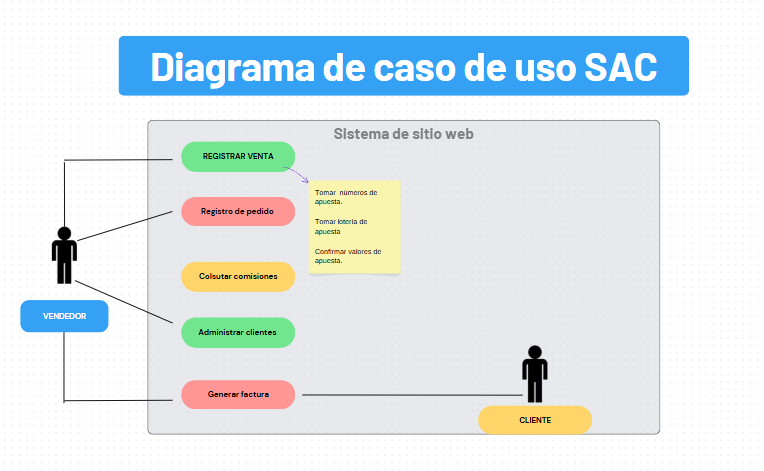 Diagrama de caso de uso SAC
Sistema de sitio web
REGISTRAR VENTA
Tomar números de
apuesta.
Tomar lotería de
apuesta
Confirmar valores de
apuesta.
Registro de pedido
Colsutar comisiones
VENDEDOR
Administrar clientes
Generar factura
CLIENTE